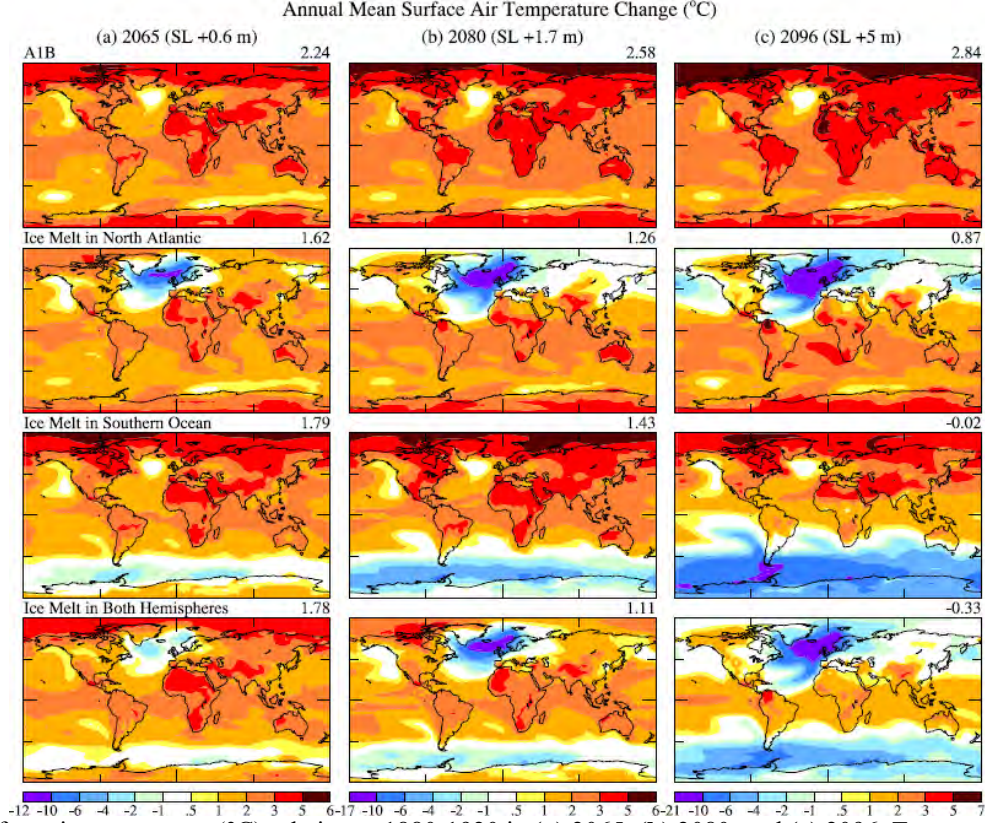 Annual Mean Surface Air Temperature Change (°C)
(a) 2065 (SL +0.6 m) (b) 2080 (SL +1.7 m) (c) 2096 (SL +5 m)
A1B 2.24 2.58 2.84
Ice Melt in North Atlantic 1.62 1.26 0.87
Ice Melt in Southern Ocean 1.79 1.43 -0.02
Ice Melt in Both Hemispheres 1.78 1.11 -0.33
-12 -10 -6 -4 -2 -1 .5 1 2 3 5 6 -17 -10 -6 -4 -2 -1 .5 1 2 3 5 6 -21 -10 -6 -4 -2 -1 .5 1 2 3 5 7